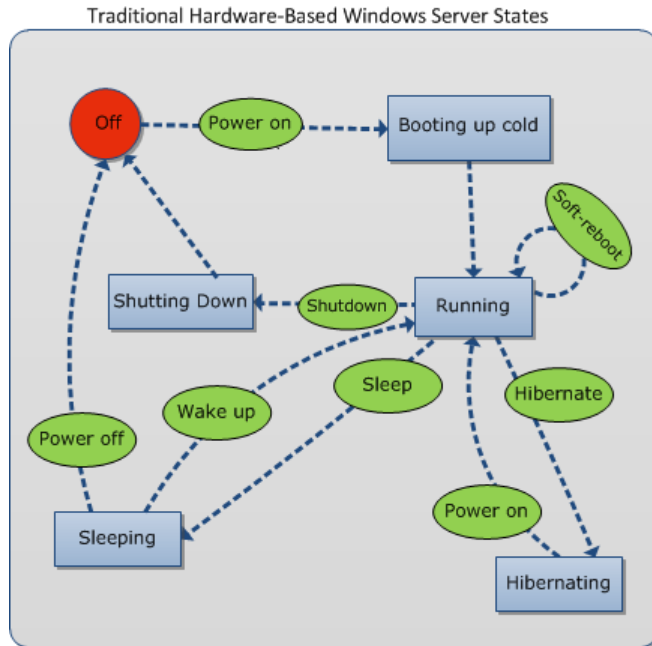 Traditional Hardware-Based Windows Server States
Off
Power on
Booting up cold
Soft-reboot
Shutting Down
Shutdown
Running
Wake up
Sleep
Hibernate
Power off
Power on
Sleeping
Hibernating